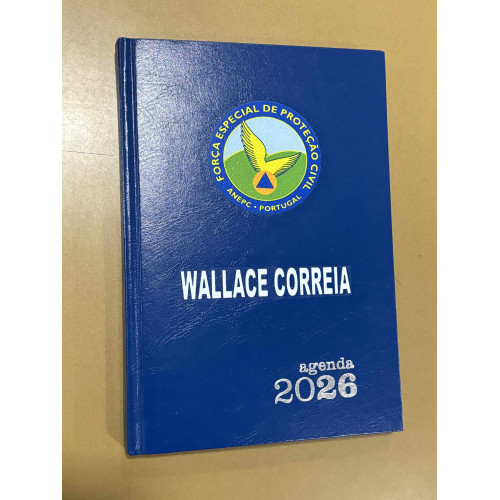 FORÇA ESPECIAL DE PROTEÇÃO CIVIL
ANEPC • PORTUGAL
WALLACE CORREIA
agenda
2026